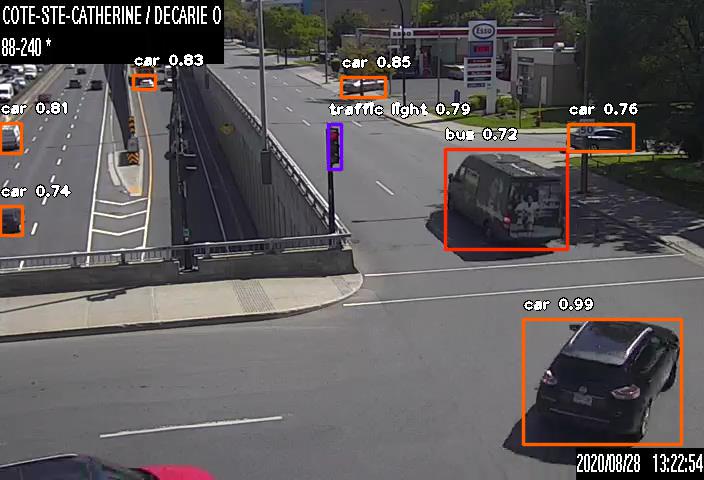 COTE-STE-CATHERINE / DECARIE O
88-240 *
car 0.83
car 0.85
Esso
car 0.81
traffic light 0.79
car 0.76
bus 0.72
car 0.74
car 0.99
2020/08/28 13:22:54